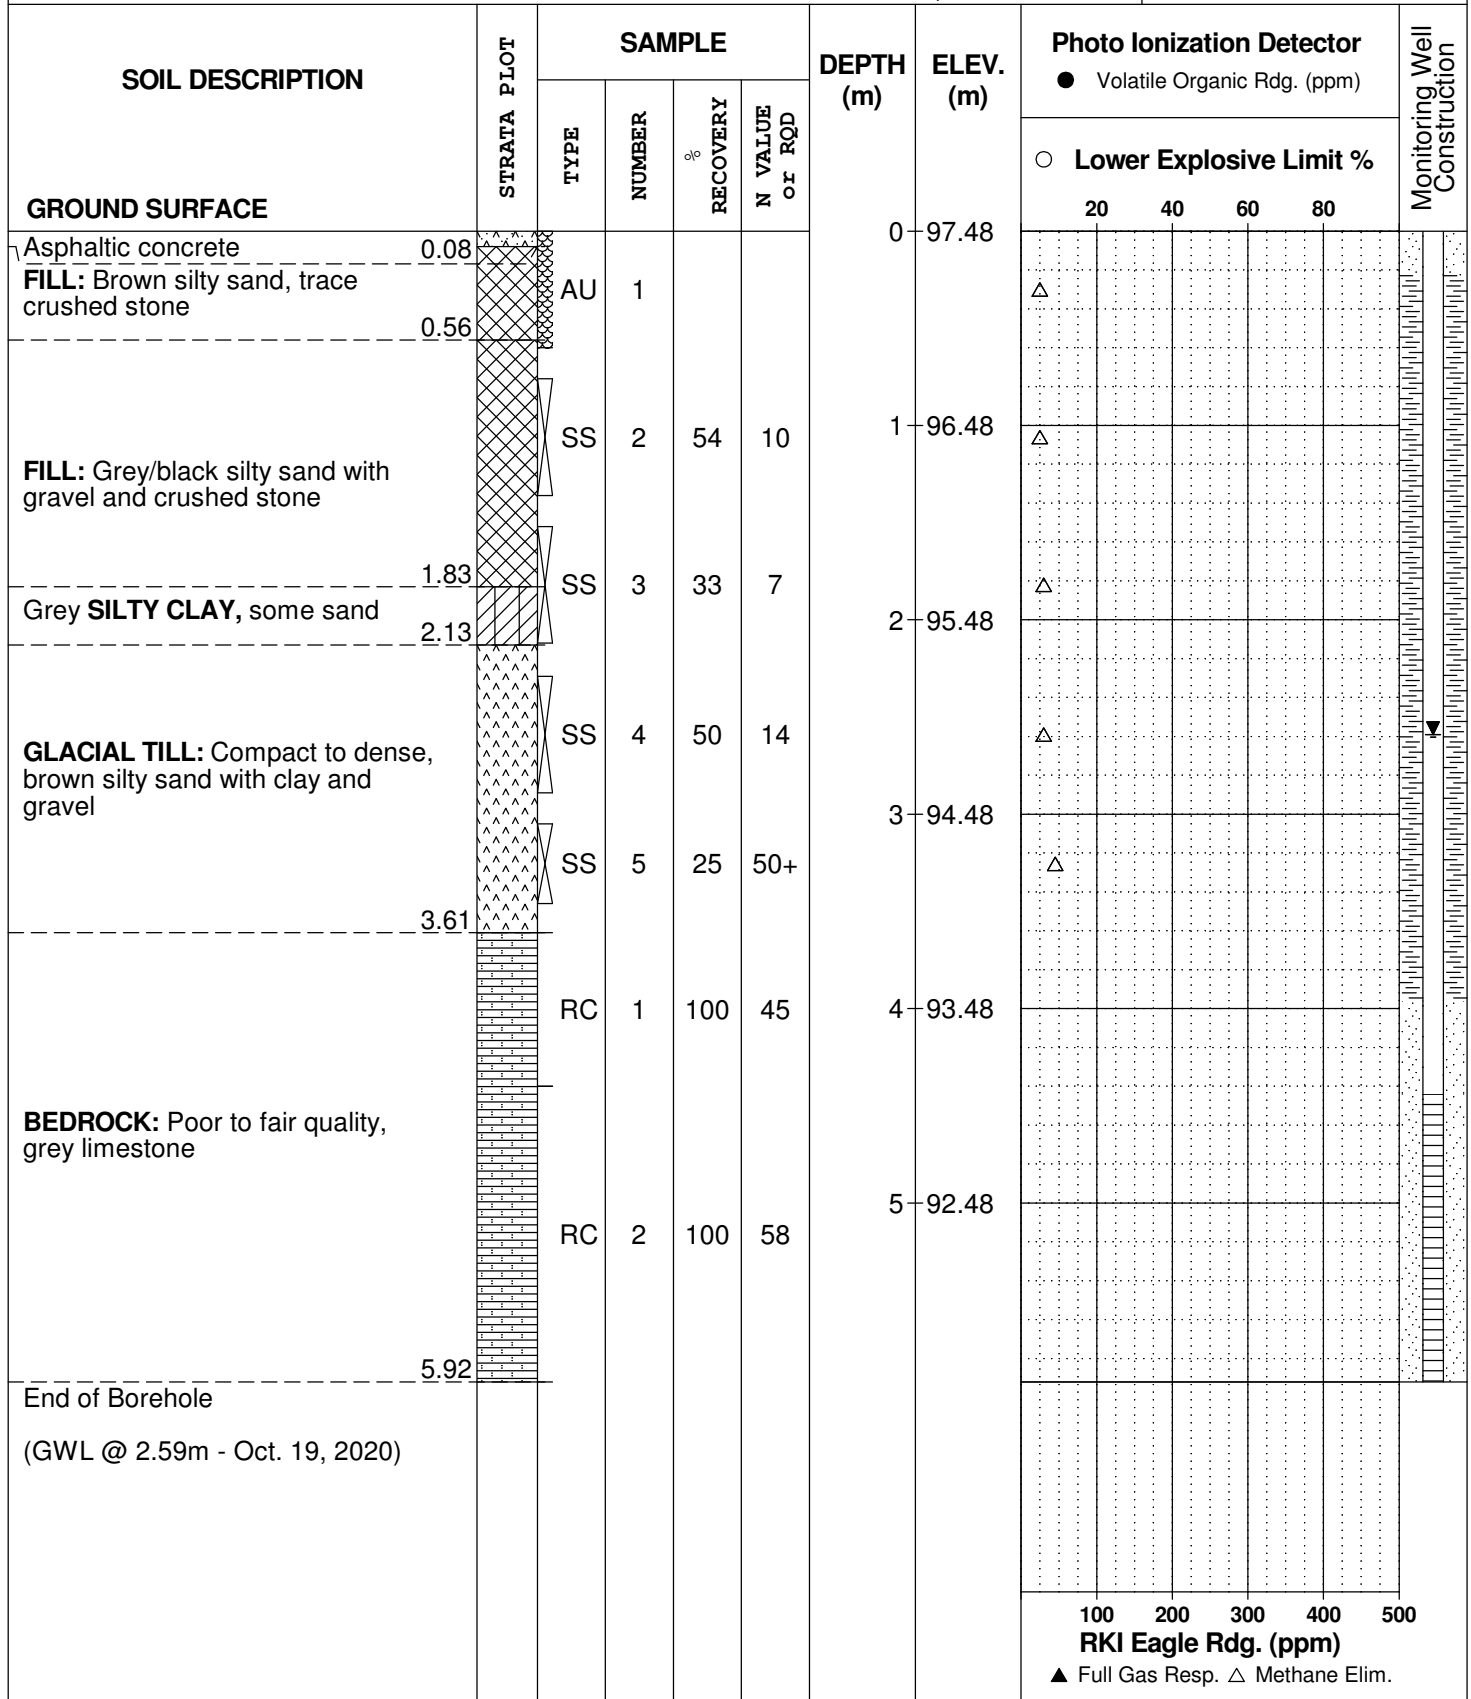 SOIL DESCRIPTION
GROUND SURFACE
STRATA PLOT
SAMPLE
TYPE
NUMBER
% RECOVERY
N VALUE or RQD
DEPTH (m)
ELEV. (m)
Photo Ionization Detector
● Volatile Organic Rdg. (ppm)
○ Lower Explosive Limit %
20 40 60 80
Monitoring Well Construction
0 97.48
Asphaltic concrete 0.08
FILL: Brown silty sand, trace
crushed stone
0.56
AU 1
1 96.48
SS 2 54 10
FILL: Grey/black silty sand with
gravel and crushed stone
1.83
SS 3 33 7
Grey SILTY CLAY, some sand
2.13
2 95.48
SS 4 50 14
GLACIAL TILL: Compact to dense,
brown silty sand with clay and
gravel
3 94.48
SS 5 25 50+
3.61
RC 1 100 45
4 93.48
BEDROCK: Poor to fair quality,
grey limestone
5 92.48
RC 2 100 58
5.92
End of Borehole
(GWL @ 2.59m - Oct. 19, 2020)
100 200 300 400 500
RKI Eagle Rdg. (ppm)
▲ Full Gas Resp. △ Methane Elim.